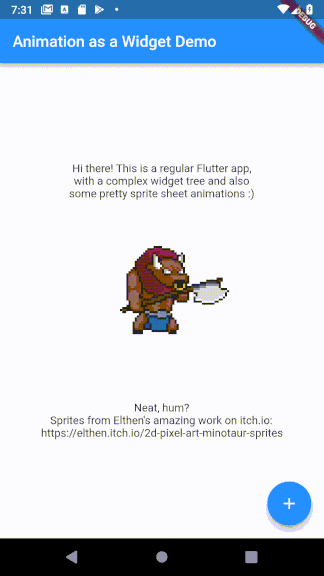 7:31
DEBUG
Animation as a Widget Demo
Hi there! This is a regular Flutter app,
with a complex widget tree and also
some pretty sprite sheet animations :)
Neat, hum?
Sprites from Elthen's amazing work on itch.io:
https://elthen.itch.io/2d-pixel-art-minotaur-sprites
+